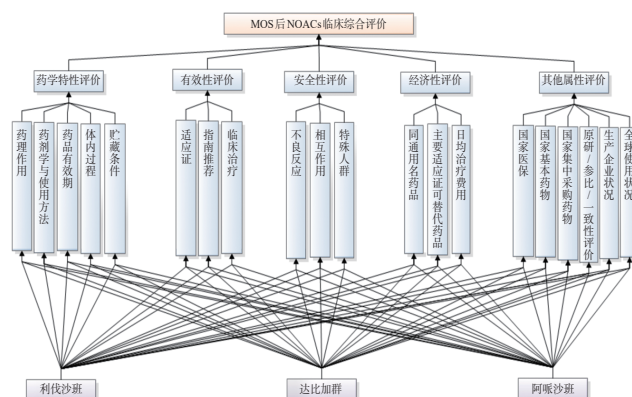 MOS后NOACs临床综合评价
药学特性评价
有效性评价
安全性评价
经济性评价
其他属性评价
药理作用
药剂学与使用方法
药品有效期
体内过程
贮藏条件
适应证
指南推荐
临床治疗
不良反应
相互作用
特殊人群
同通用名药品
主要适应证可替代药品
日均治疗费用
国家医保
国家基本药物
国家集中采购药物
原研/参比/一致性评价
生产企业状况
全球使用状况
利伐沙班
达比加群
阿哌沙班